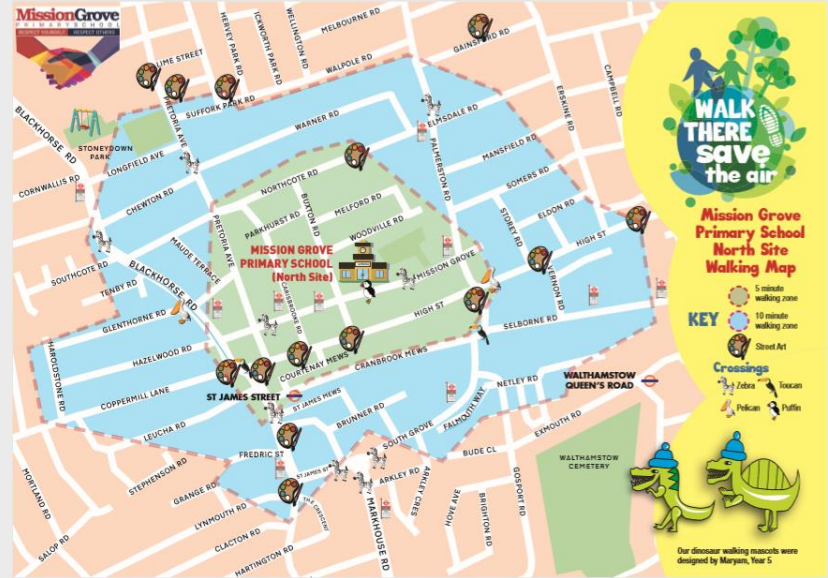 MissionGrove
PRIMARY SCHOOL
RESPECT YOURSELF RESPECT OTHERS
LIME STREET
HERVEY PARK RD
ICKWORTH PARK RD
WELLINGTON RD
MELBOURNE RD
GAINSFORD RD
WALPOLE RD
ERSKINE RD
CAMPBELL RD
SUFFORK PARK RD
PRETORIA AVE
BLACKHORSE RD
STONEYDOWN
PARK
LONGFIELD AVE
WARNER RD
ELMSDALE RD
PALMERSTON RD
MANSFIELD RD
CORNWALLIS RD
CHEWTON RD
NORTHCOTE RD
SOMERS RD
BUXTON RD
MELFORD RD
ELDON RD
STOREY RD
PARKHURST RD
WOODVILLE RD
HIGH ST
PRETORIA AVE
MAUDE TERRACE
MISSION GROVE
PRIMARY SCHOOL
(North Site)
MISSION GROVE
SOUTHCOTE RD
TENBY RD
BLACKHORSE RD
CARISBROOKE RD
VERNON RD
GLENTHORNE RD
HIGH ST
SELBORNE RD
HAROLDSTONE RD
HAZELWOOD RD
COURTENAY MEWS
CRANBROOK MEWS
COPPERMILL LANE
ST JAMES STREET
ST JAMES MEWS
NETLEY RD
WALTHAMSTOW
QUEEN'S ROAD
LEUCHA RD
BRUNNER RD
SOUTH GROVE
FALMOUTH WAY
EXMOUTH RD
FREDRIC ST
BUDE CL
STEPHENSON RD
ST JAMES ST
WALTHAMSTOW
CEMETERY
MORTLAND RD
GRANGE RD
ARKLEY RD
ARKLEY CRES
GOSPORT RD
LYNMOUTH RD
THE CRESCENT
MARKHOUSE RD
HOVE AVE
BRIGHTON RD
SALOP RD
CLACTON RD
HARTINGTON RD
WALK
THERE
save
the air
Mission Grove
Primary School
North Site
Walking Map
KEY
5 minute
walking zone
10 minute
walking zone
Street Art
Crossings
Zebra
Toucan
Pelican
Puffin
Our dinosaur walking mascots were
designed by Maryam, Year 5